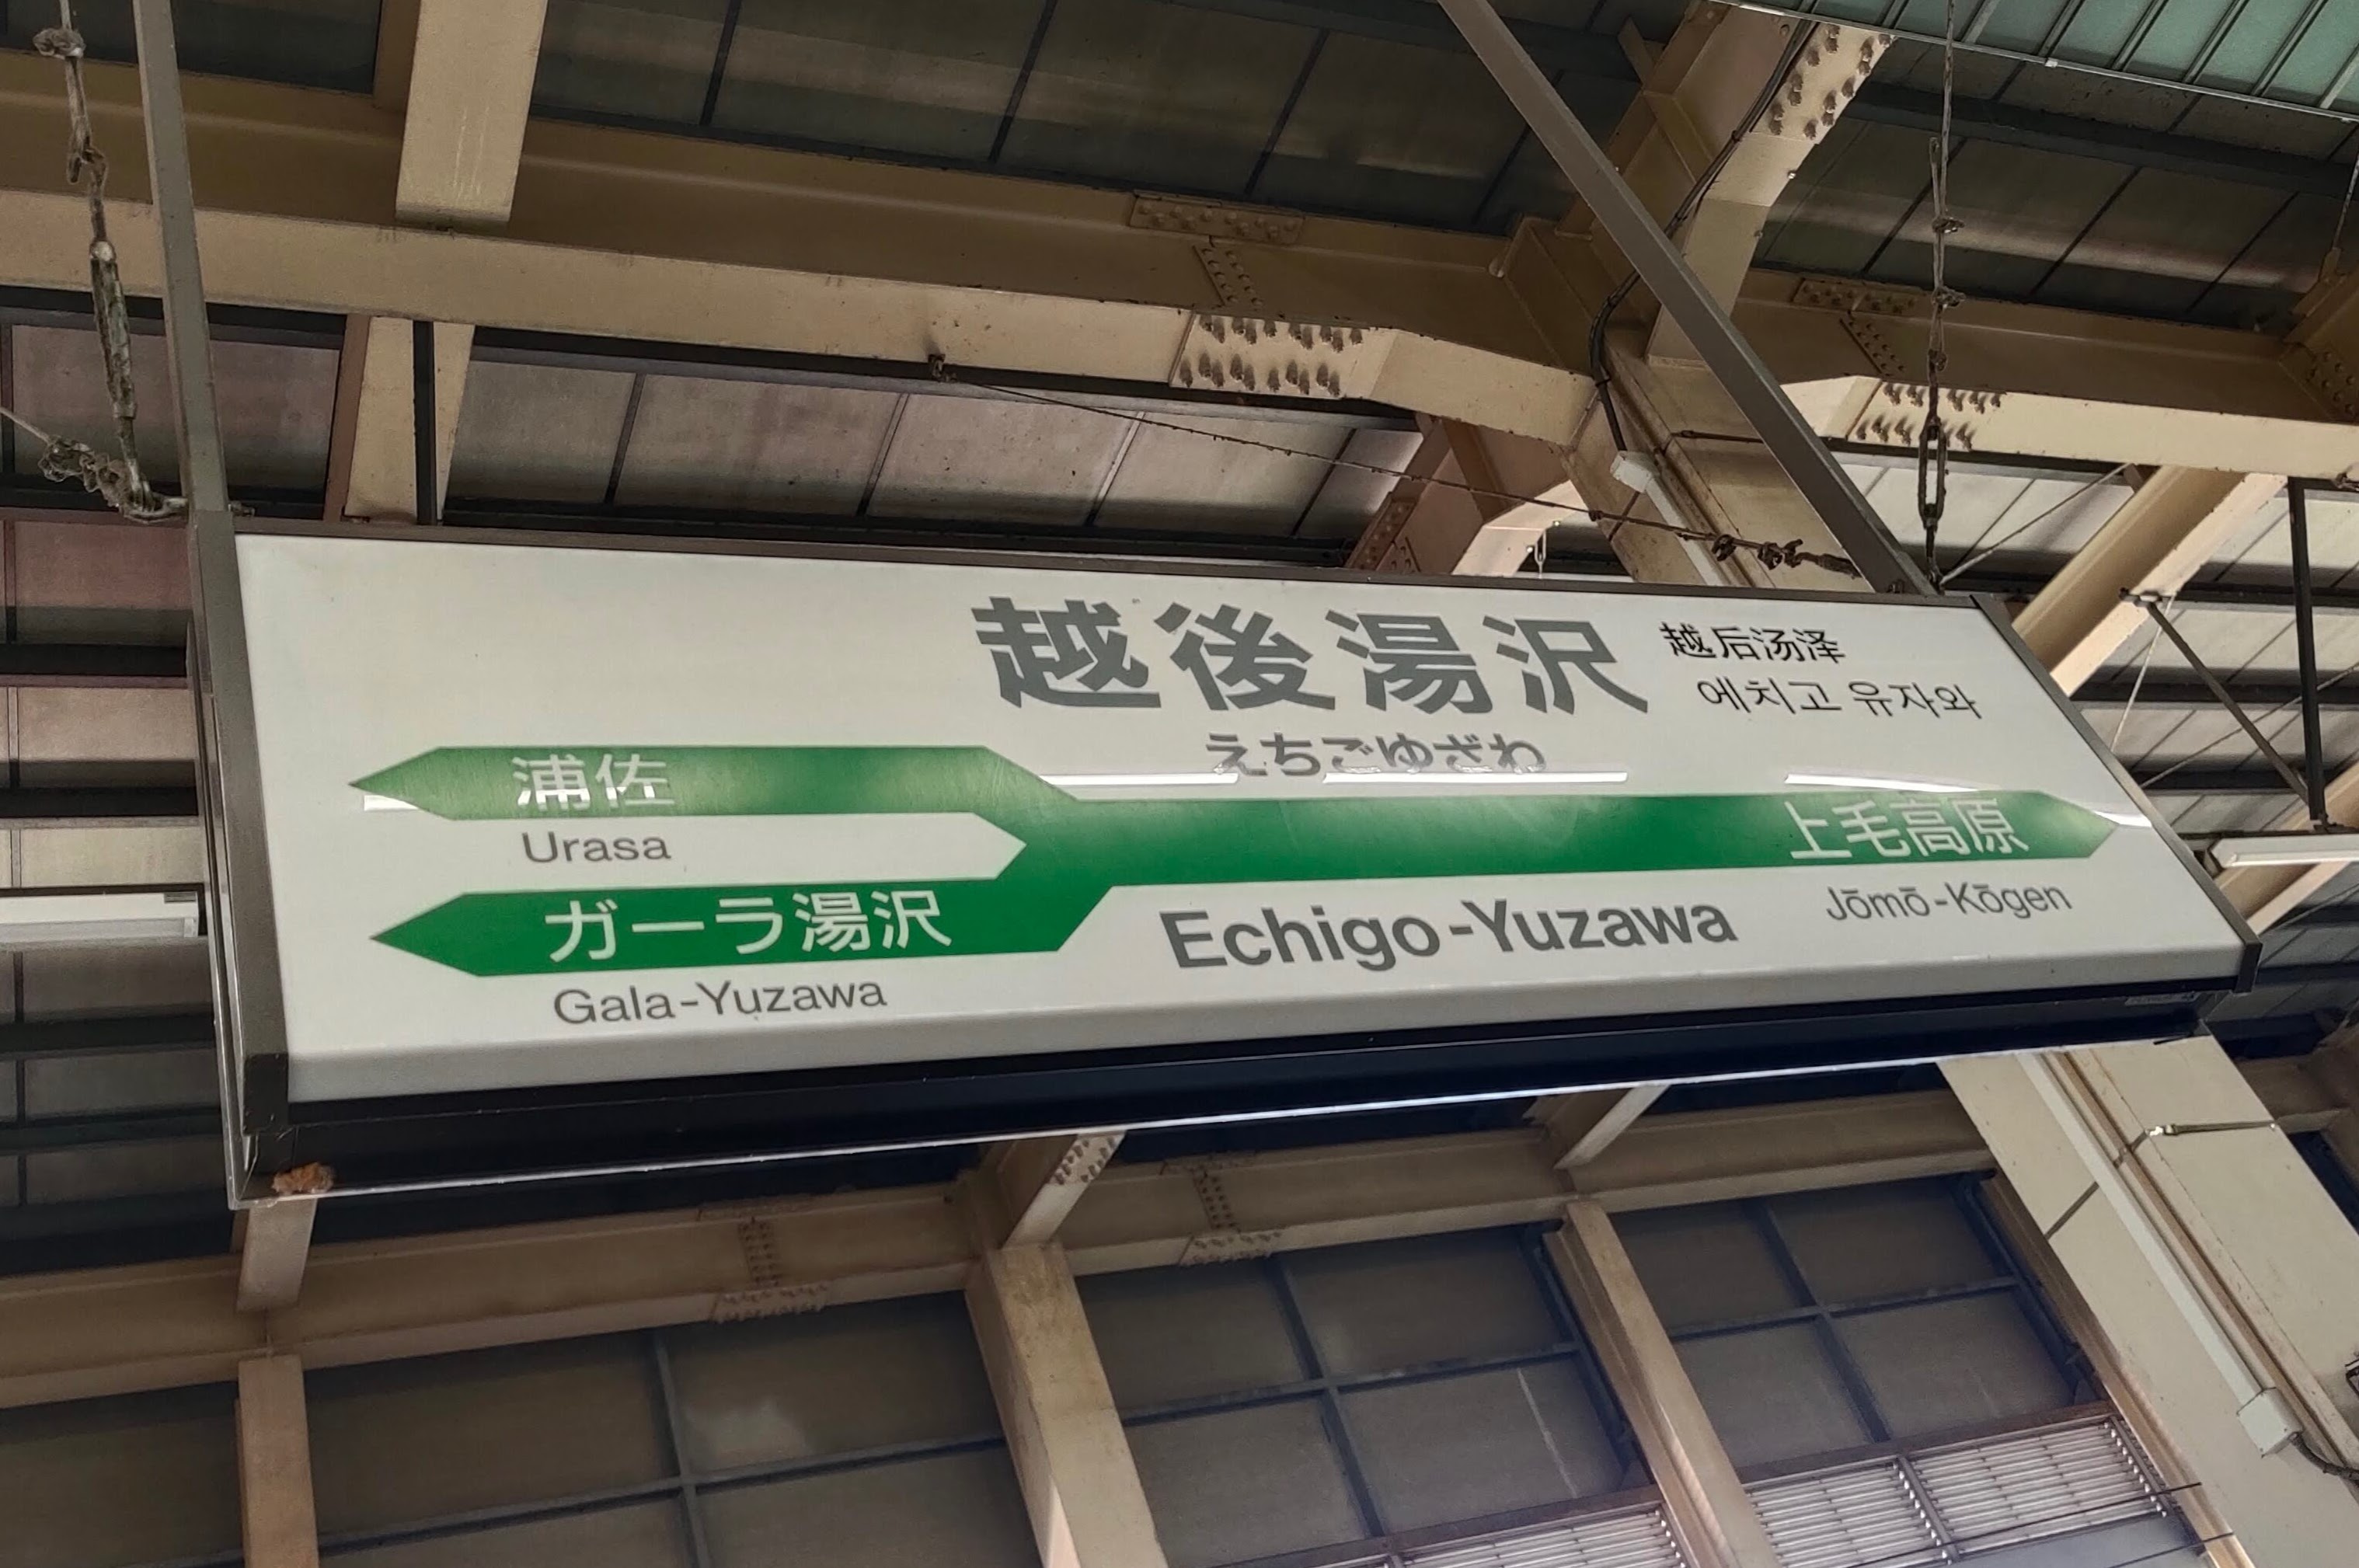 越後湯沢
越后汤泽
에치고 유자와
えちごゆざわ
浦佐
Urasa
ガーラ湯沢
Gala-Yuzawa
Echigo-Yuzawa
上毛高原
Jōmō-Kōgen